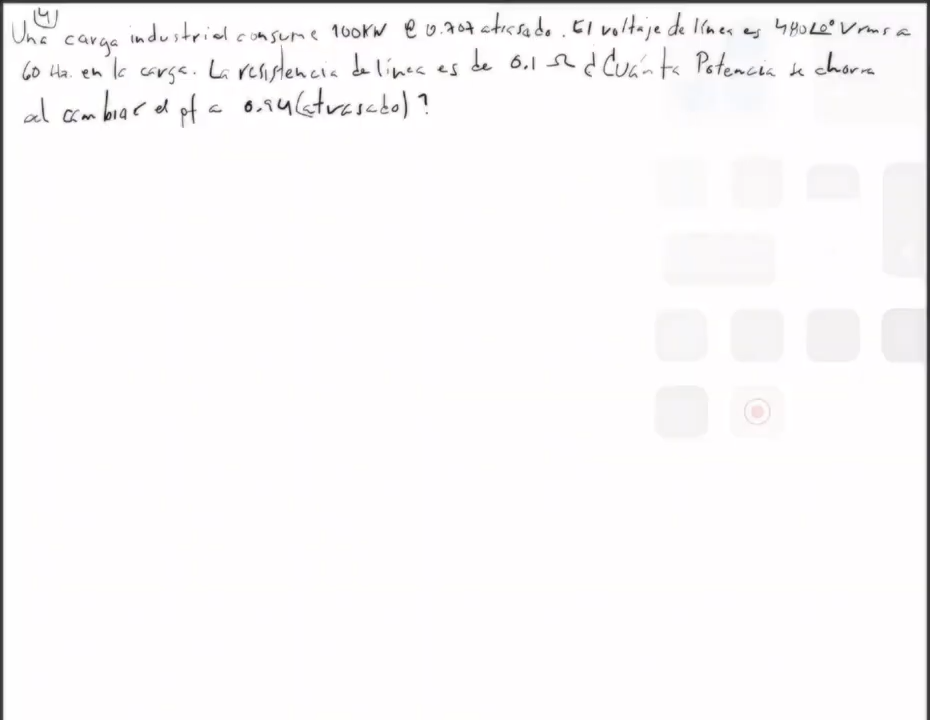 (4)
Una carga industrial consume 100KW @ 0.707 atrasado. El voltaje de línea es 480∠0° Vrms a
60 Hz. en la carga. La resistencia de línea es de 0.1 Ω ¿Cuánta Potencia se ahorra
al cambiar el pf a 0.94(atrasado)?